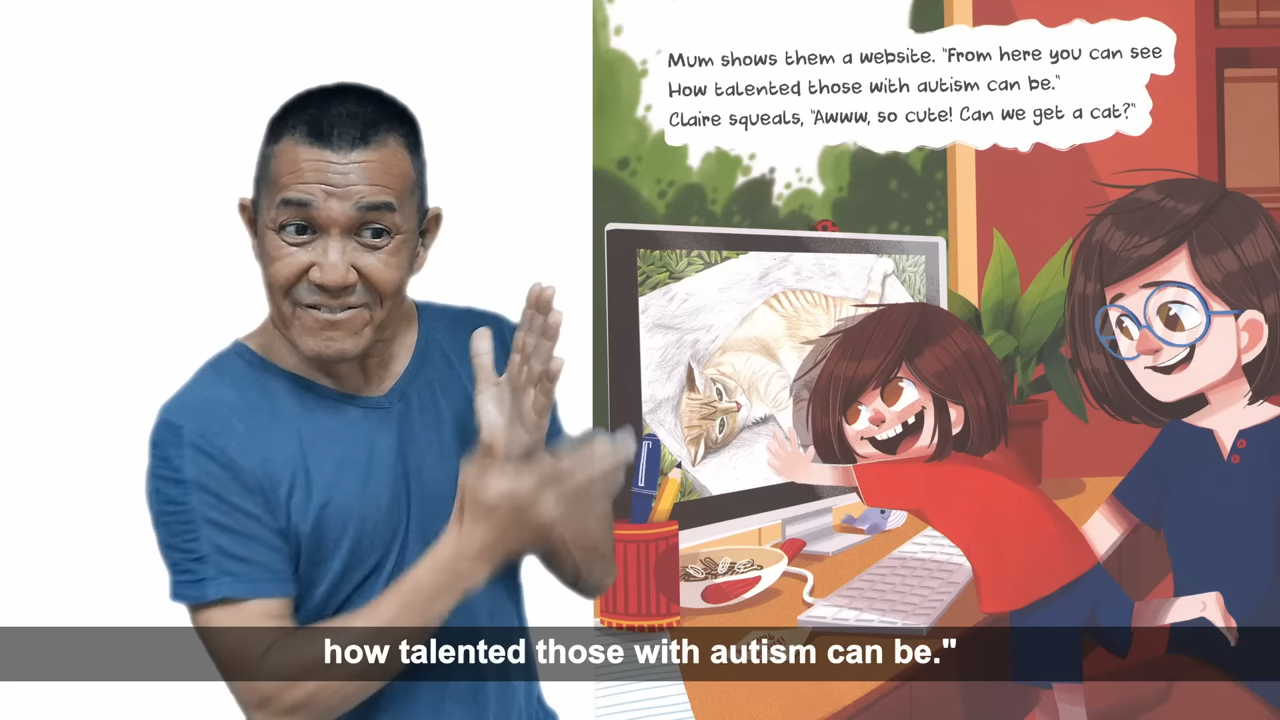 Mum shows them a website. "From here you can see
How talented those with autism can be."
Claire squeals, "Awww, so cute! Can we get a cat?"
how talented those with autism can be."